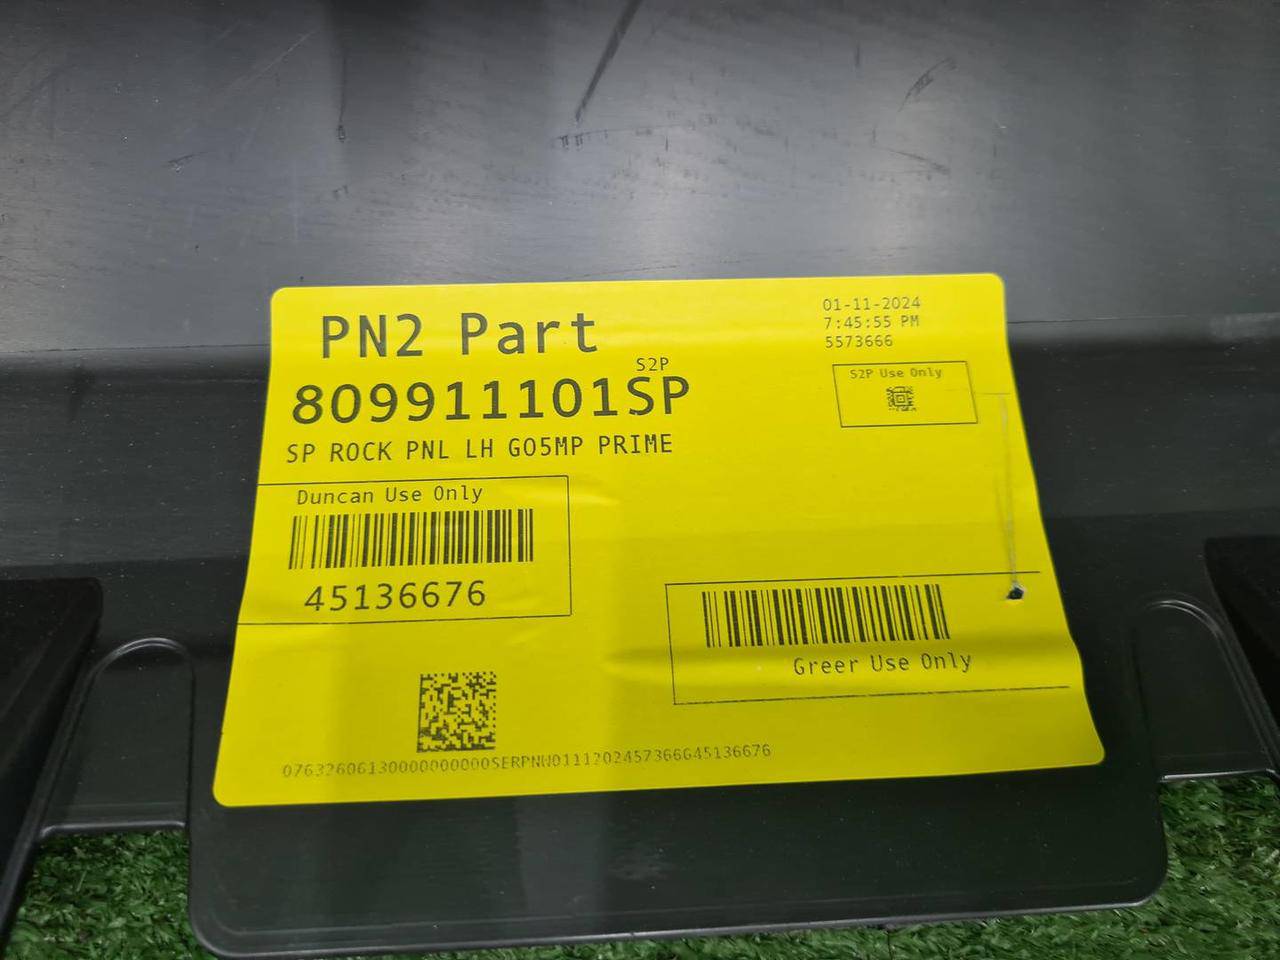 PN2 Part
S2P
809911101SP
SP ROCK PNL LH G05MP PRIME
01-11-2024
7:45:55 PM
5573666
S2P Use Only
Duncan Use Only
45136676
Greer Use Only